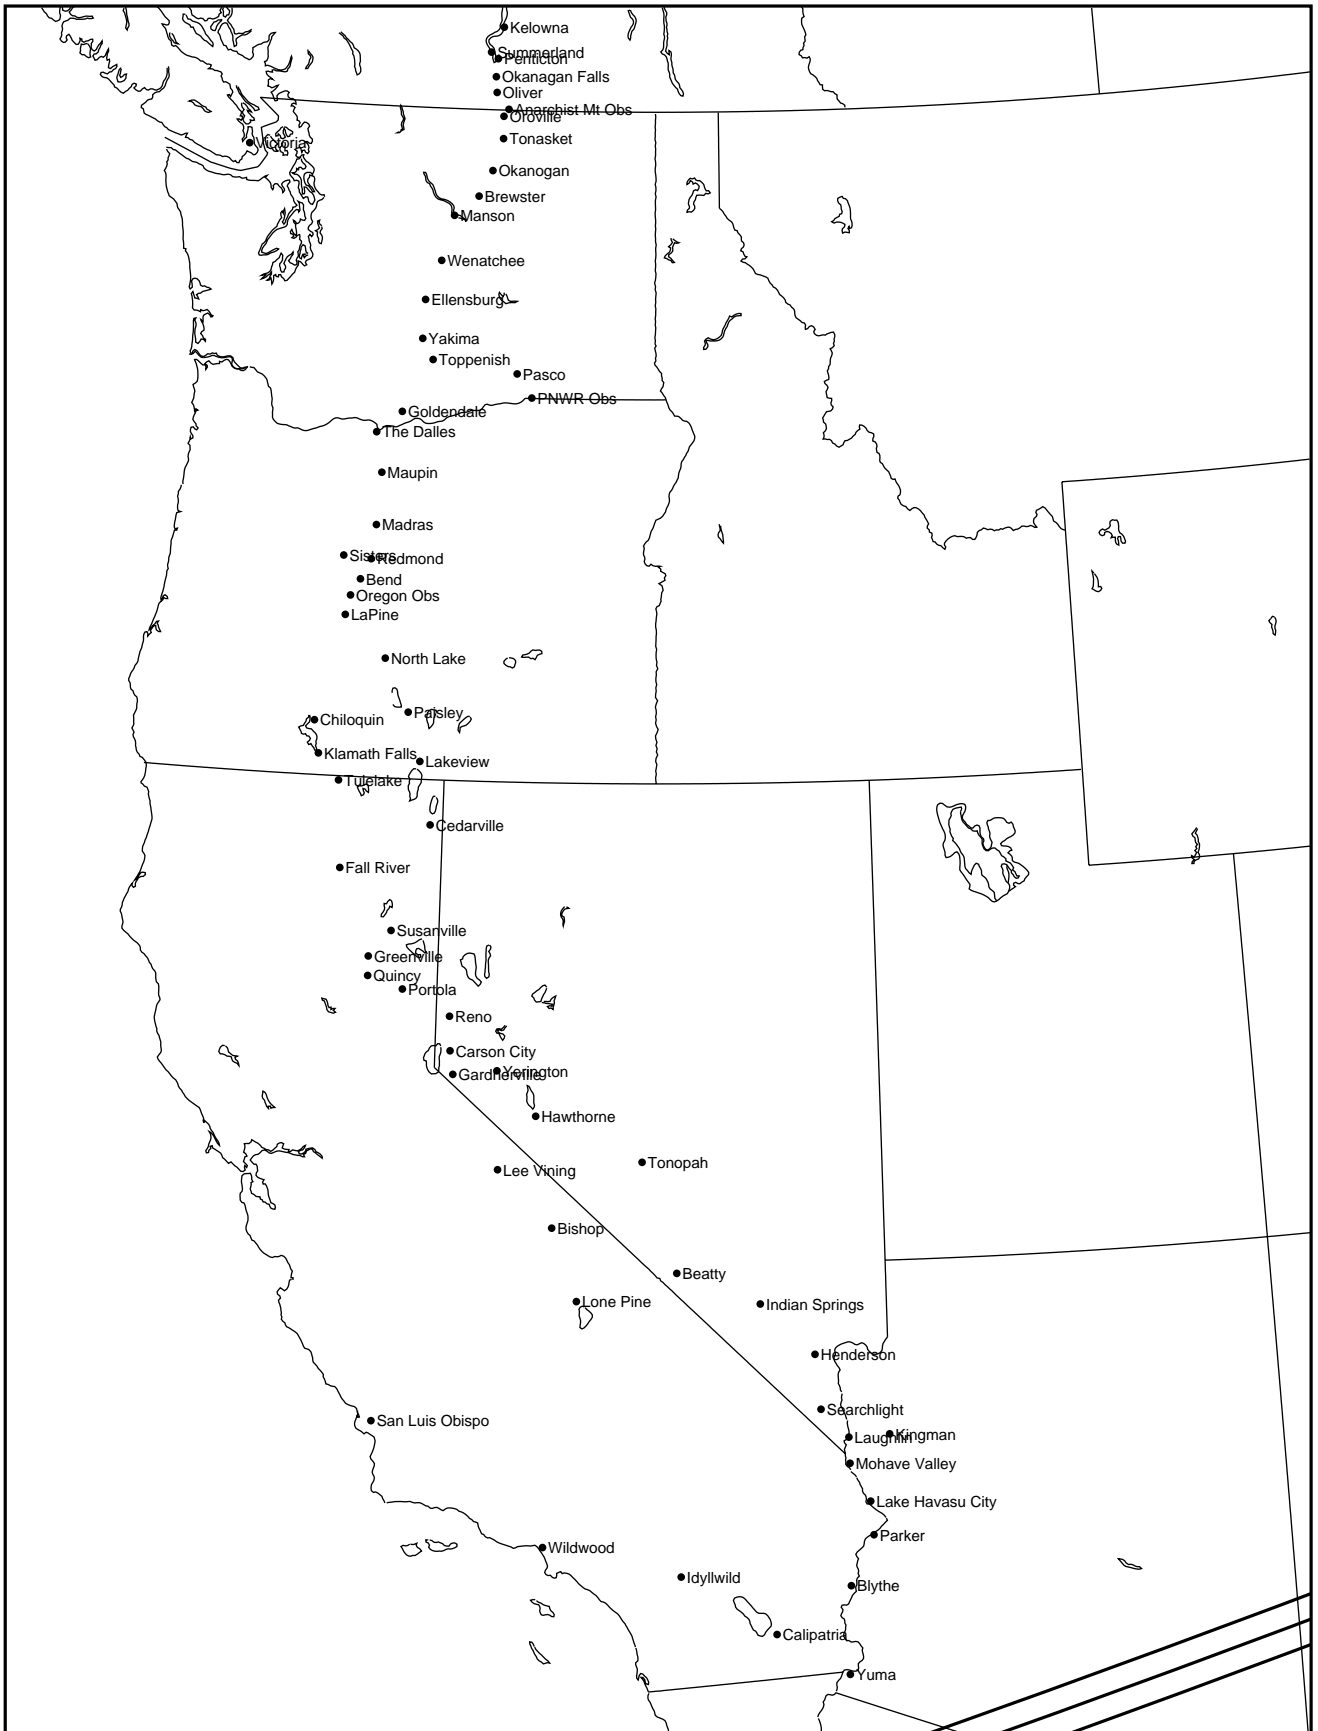 Kelowna
Summerland
Penticton
Okanagan Falls
Oliver
Anarchist Mt Obs
Oroville
Tonasket
Victoria
Okanogan
Brewster
Manson
Wenatchee
Ellensburg
Yakima
Toppenish
Pasco
PNWR Obs
Goldendale
The Dalles
Maupin
Madras
Sisters
Redmond
Bend
Oregon Obs
LaPine
North Lake
Paisley
Chiloquin
Klamath Falls
Lakeview
Tulelake
Cedarville
Fall River
Susanville
Greenville
Quincy
Portola
Reno
Carson City
Yerington
Gardnerville
Hawthorne
Tonopah
Lee Vining
Bishop
Beatty
Lone Pine
Indian Springs
Henderson
Searchlight
San Luis Obispo
Kingman
Laughlin
Mohave Valley
Lake Havasu City
Parker
Wildwood
Idyllwild
Blythe
Calipatria
Yuma